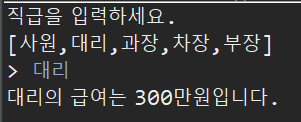 직급을 입력하세요.
[사원,대리,과장,차장,부장]
> 대리
대리의 급여는 300만원입니다.